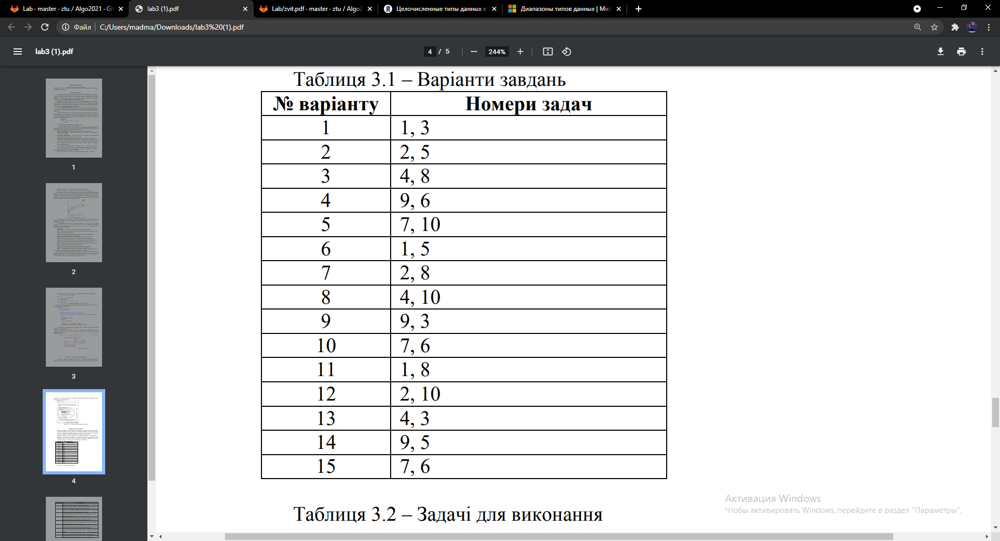 Lab · master · ztu / Algo2021 · Git
lab3 (1).pdf
Lab/zvit.pdf · master · ztu / Algo2
Целочисленные типы данных в
Диапазоны типов данных | Micr
Файл
C:/Users/madma/Downloads/lab3%20(1).pdf
lab3 (1).pdf
4 / 5
244%
Таблиця 3.1 – Варіанти завдань
№ варіанту Номери задач
1 1, 3
2 2, 5
3 4, 8
4 9, 6
5 7, 10
6 1, 5
7 2, 8
8 4, 10
9 9, 3
10 7, 6
11 1, 8
12 2, 10
13 4, 3
14 9, 5
15 7, 6
Таблиця 3.2 – Задачі для виконання
1
2
3
4
Активация Windows
Чтобы активировать Windows, перейдите в раздел "Параметры".